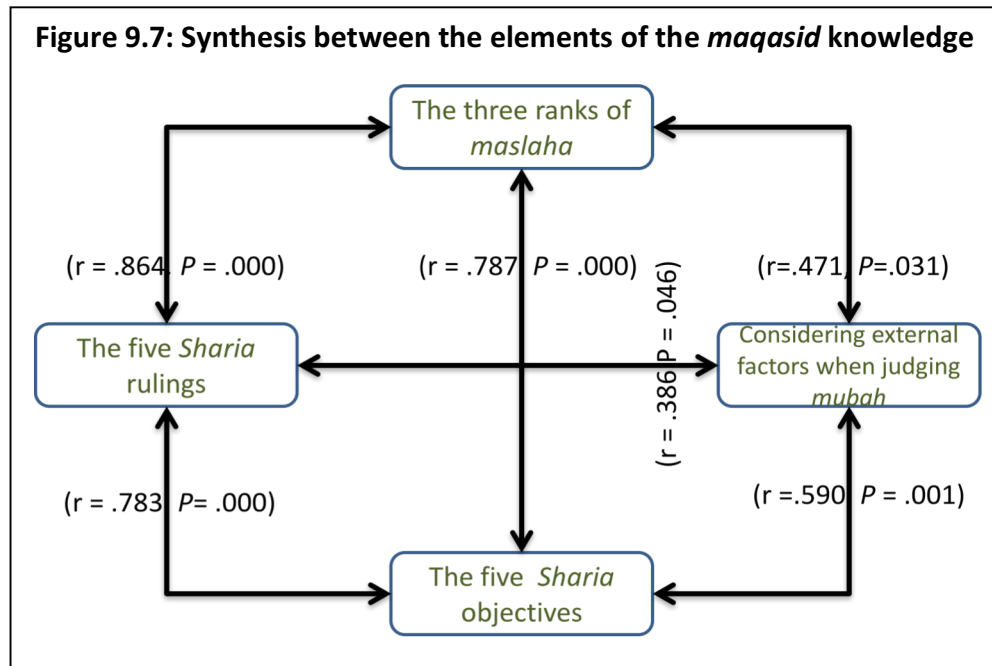 Figure 9.7: Synthesis between the elements of the maqasid knowledge
The three ranks of
maslaha
(r = .864, P = .000)
(r = .787, P = .000)
(r=.471, P=.031)
(r = .386 P = .046)
The five Sharia
rulings
Considering external
factors when judging
mubah
(r = .783, P= .000)
(r =.590, P = .001)
The five Sharia
objectives